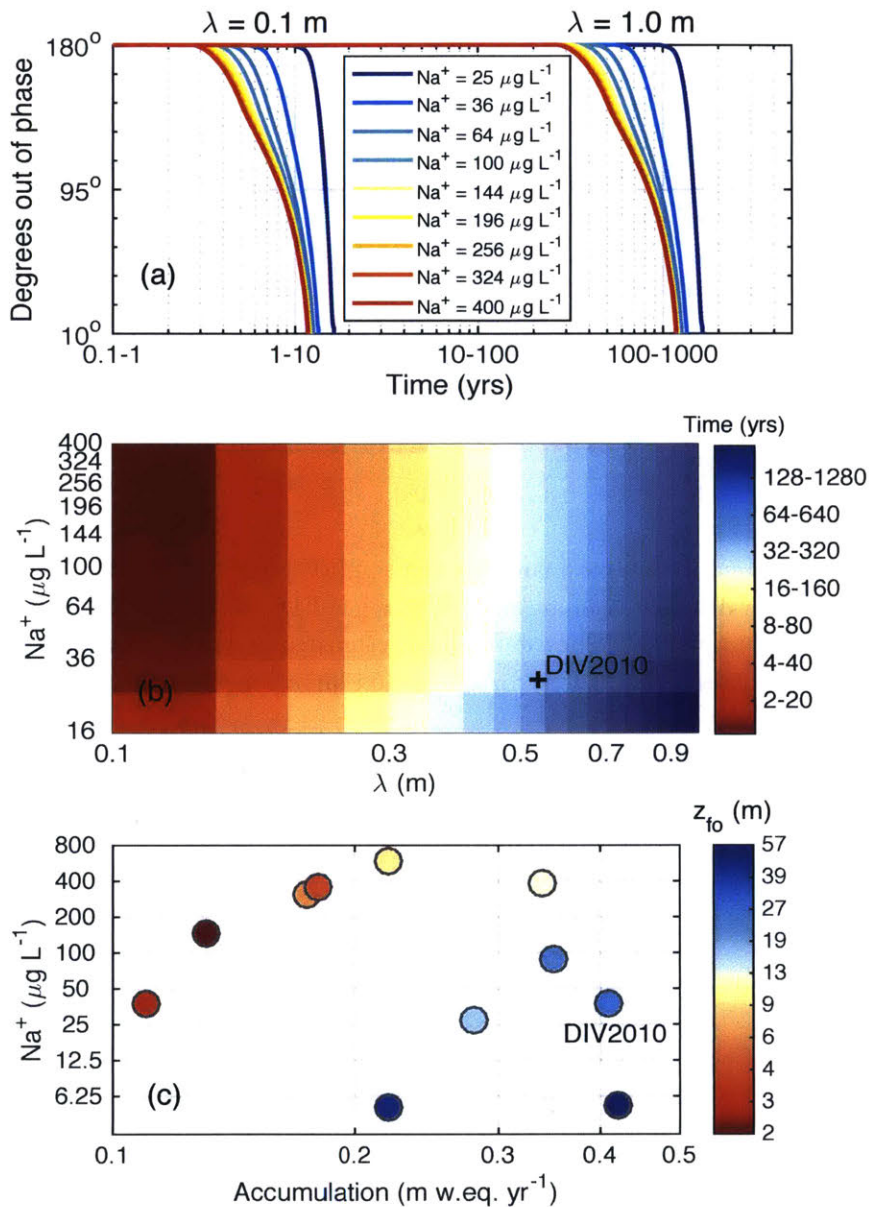 λ = 0.1 m λ = 1.0 m
180°
95°
10°
Degrees out of phase
Na⁺ = 25 μg L⁻¹
Na⁺ = 36 μg L⁻¹
Na⁺ = 64 μg L⁻¹
Na⁺ = 100 μg L⁻¹
Na⁺ = 144 μg L⁻¹
Na⁺ = 196 μg L⁻¹
Na⁺ = 256 μg L⁻¹
Na⁺ = 324 μg L⁻¹
Na⁺ = 400 μg L⁻¹
(a)
0.1-1 1-10 10-100 100-1000
Time (yrs)
Time (yrs)
400
324
256
196
144
100
64
36
16
Na⁺ (μg L⁻¹)
DIV2010
(b)
128-1280
64-640
32-320
16-160
8-80
4-40
2-20
0.1 0.3 0.5 0.7 0.9
λ (m)
z_fo (m)
800
400
200
100
50
25
12.5
6.25
Na⁺ (μg L⁻¹)
DIV2010
(c)
57
39
27
19
13
9
6
4
3
2
0.1 0.2 0.3 0.4 0.5
Accumulation (m w.eq. yr⁻¹)